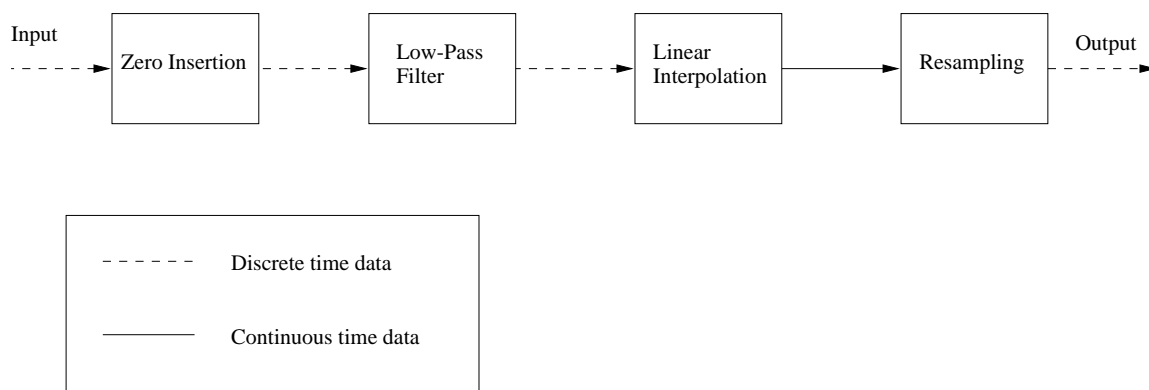 Input
Zero Insertion
Low-Pass
Filter
Linear
Interpolation
Resampling
Output
Discrete time data
Continuous time data